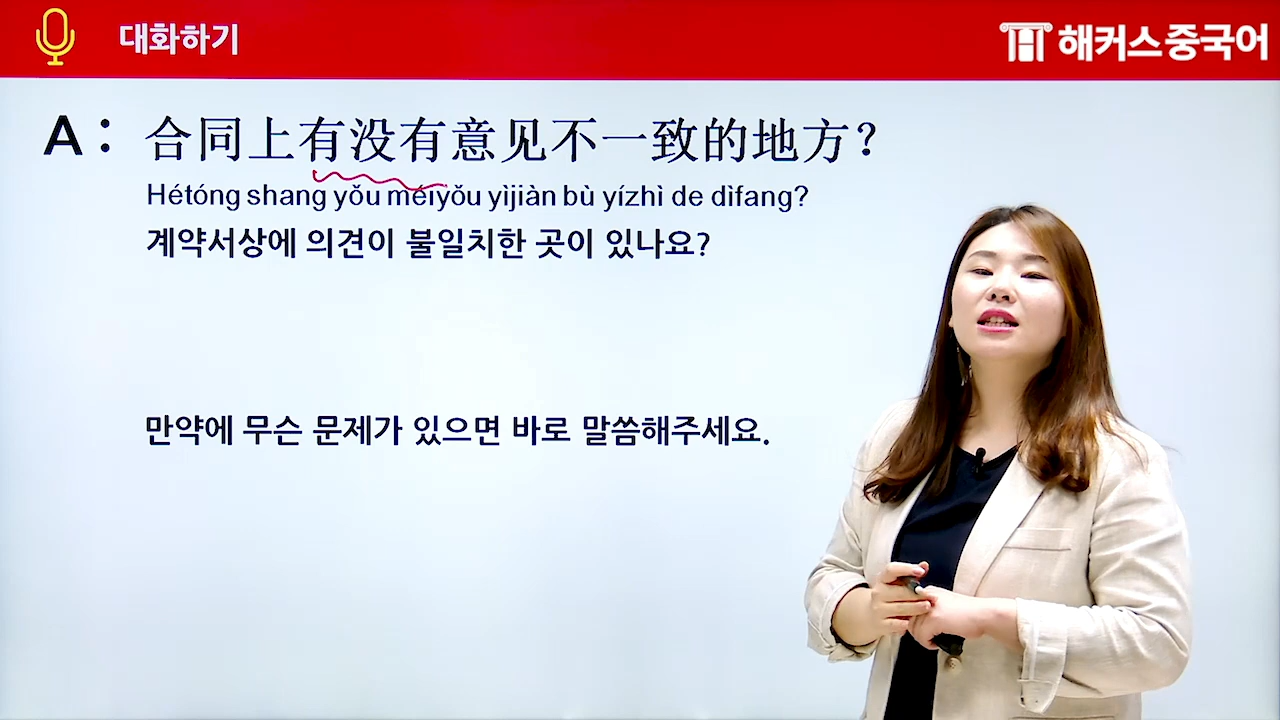 대화하기
해커스중국어
A: 合同上有没有意见不一致的地方?
Hétóng shang yǒu méiyǒu yìjiàn bù yízhì de dìfang?
계약서상에 의견이 불일치한 곳이 있나요?
만약에 무슨 문제가 있으면 바로 말씀해주세요.